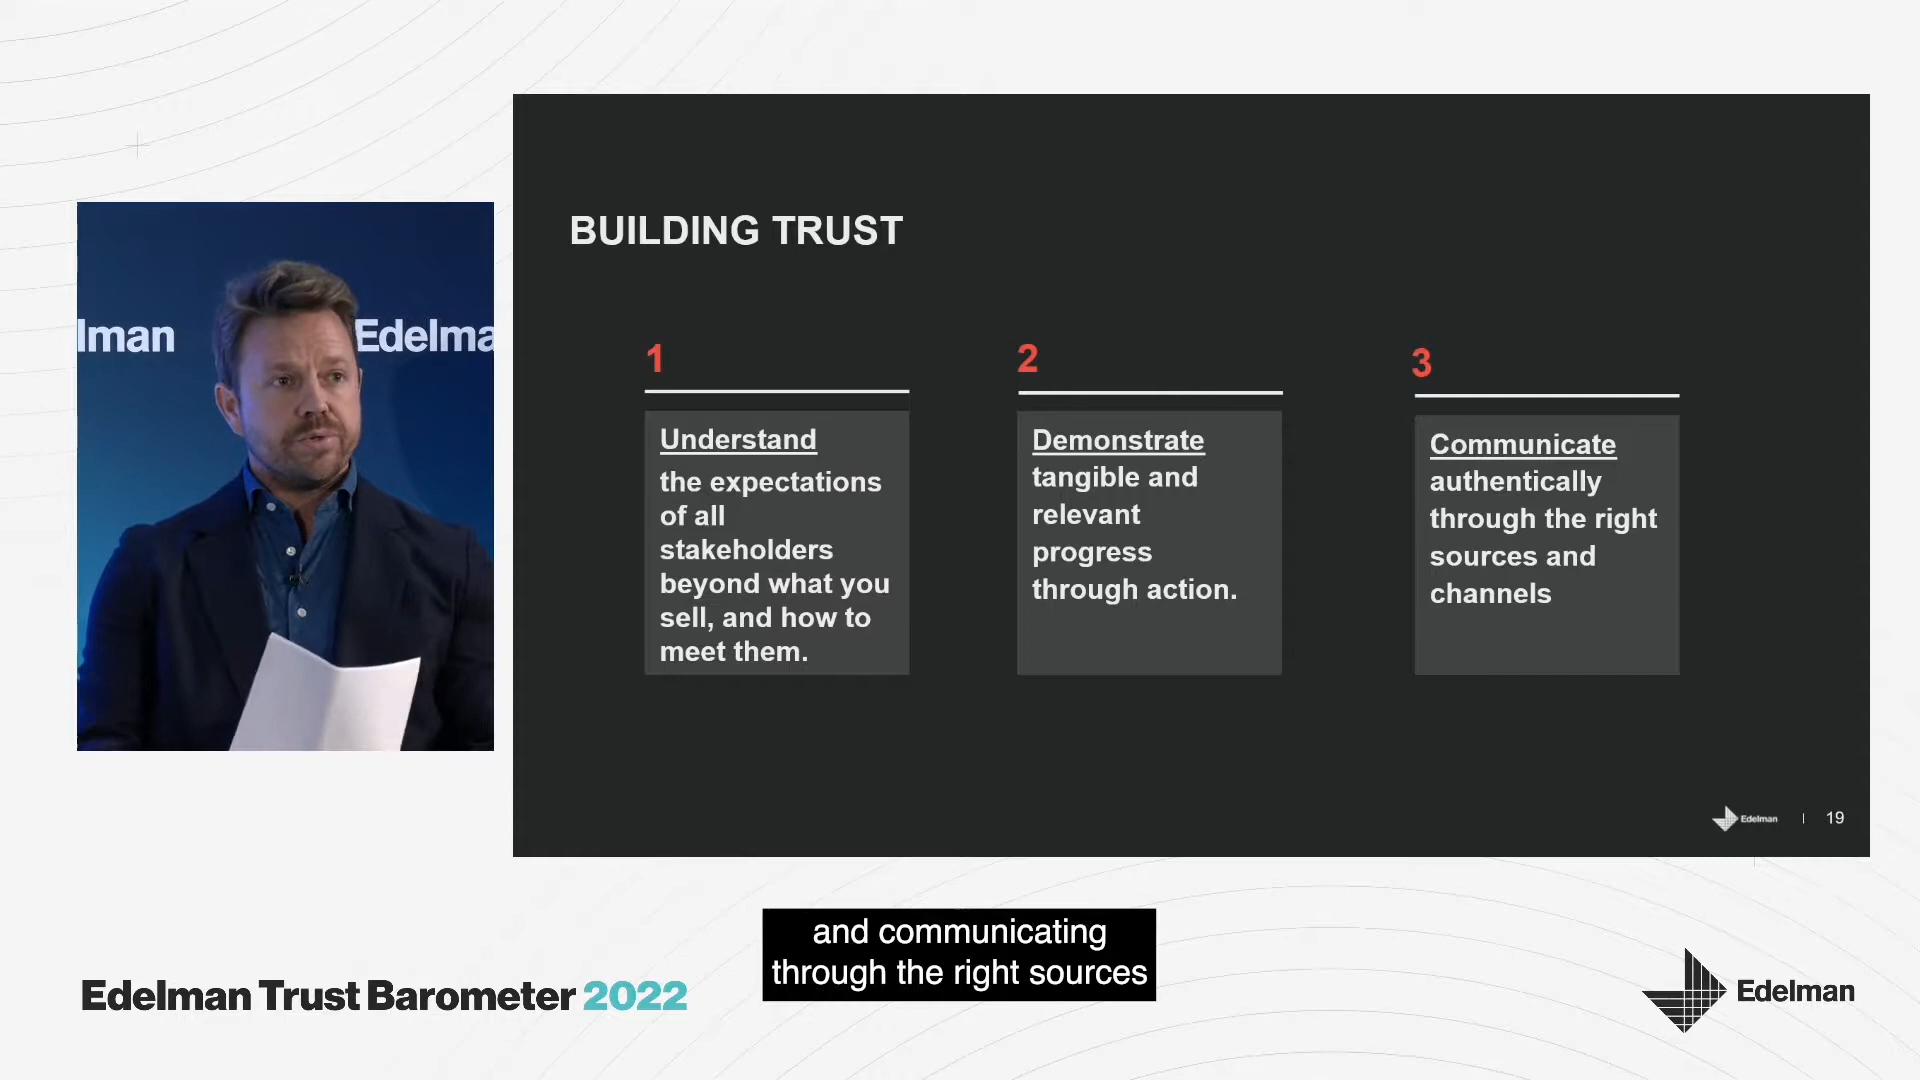 BUILDING TRUST
1
Understand
the expectations
of all
stakeholders
beyond what you
sell, and how to
meet them.
2
Demonstrate
tangible and
relevant
progress
through action.
3
Communicate
authentically
through the right
sources and
channels
Edelman
19
lman
Edelma
and communicating
through the right sources
Edelman Trust Barometer 2022
Edelman